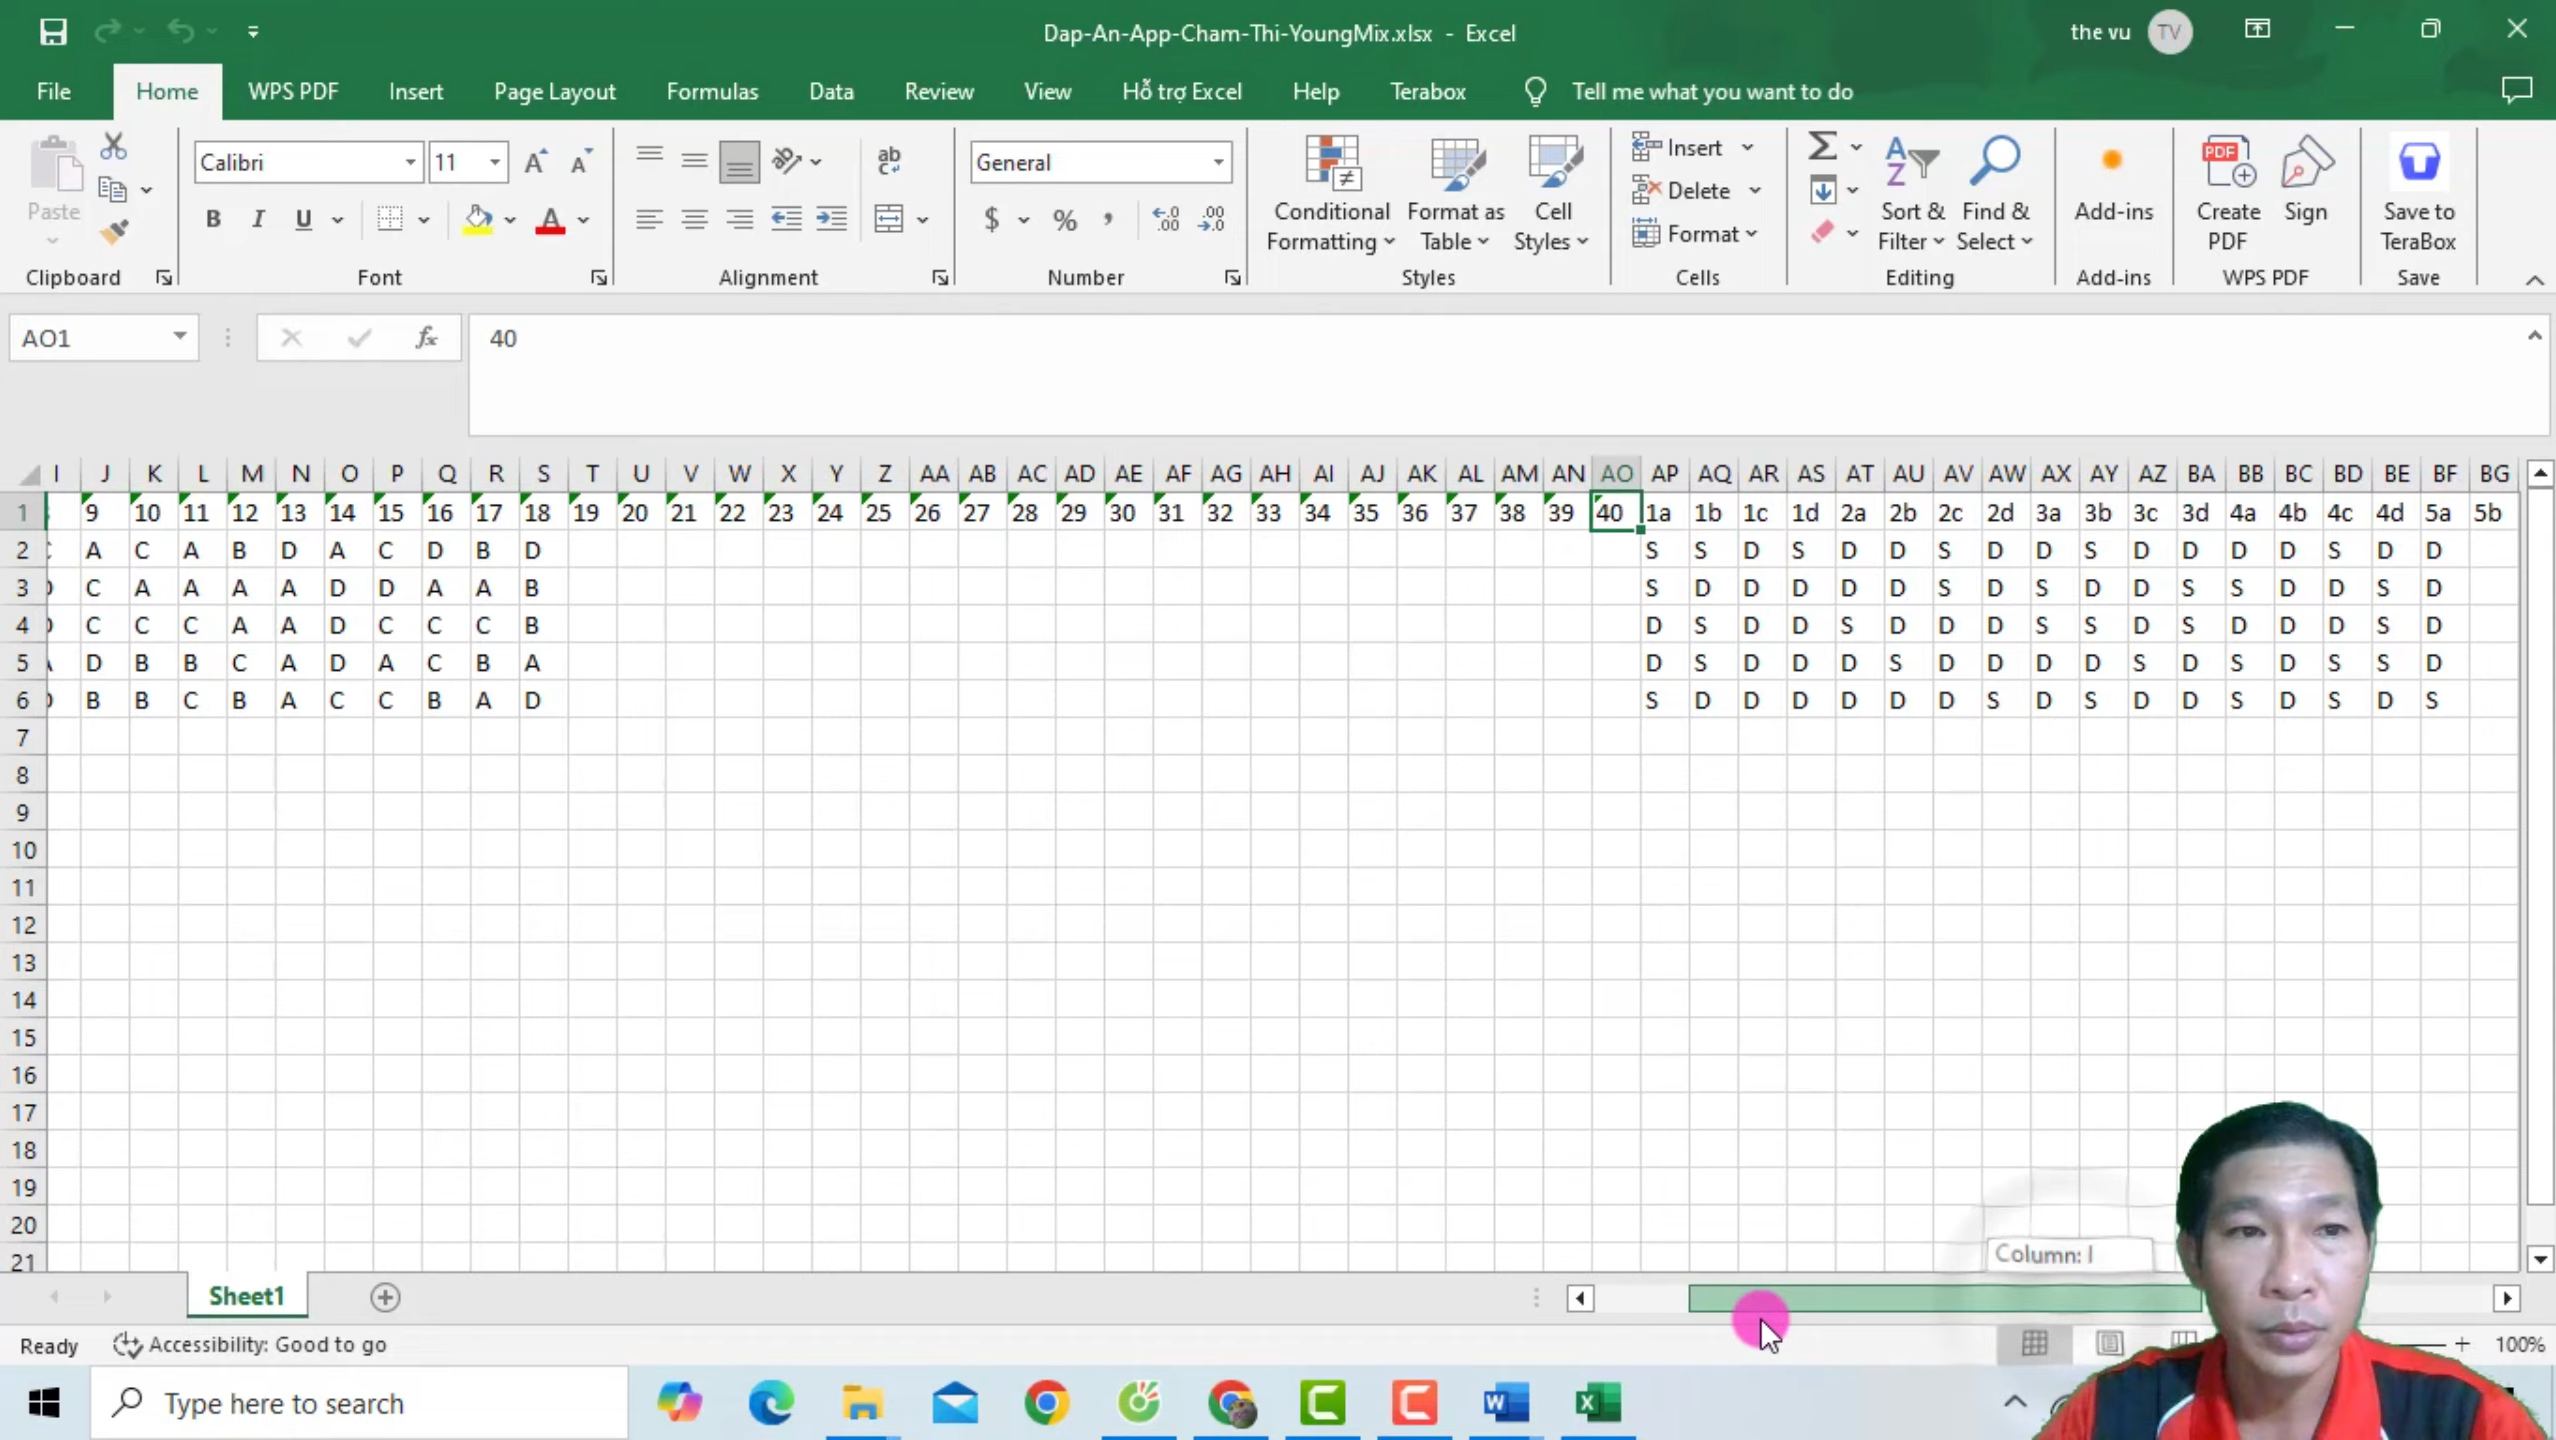 Dap-An-App-Cham-Thi-YoungMix.xlsx - Excel
the vu TV
File Home WPS PDF Insert Page Layout Formulas Data Review View Hỗ trợ Excel Help Terabox Tell me what you want to do
Paste
Clipboard
Calibri 11
B I U A
Font
ab
Alignment
General
$ % ,
Number
Conditional Formatting
Format as Table
Cell Styles
Styles
Insert
Delete
Format
Cells
Sort & Filter
Find & Select
Editing
Add-ins
Add-ins
Create PDF
Sign
WPS PDF
Save to TeraBox
Save
AO1 fx 40
I J K L M N O P Q R S T U V W X Y Z AA AB AC AD AE AF AG AH AI AJ AK AL AM AN AO AP AQ AR AS AT AU AV AW AX AY AZ BA BB BC BD BE BF BG
1 9 10 11 12 13 14 15 16 17 18 19 20 21 22 23 24 25 26 27 28 29 30 31 32 33 34 35 36 37 38 39 40 1a 1b 1c 1d 2a 2b 2c 2d 3a 3b 3c 3d 4a 4b 4c 4d 5a 5b
2 A C A B D A C D B D S S D S D D S D D S D D D D S D D
3 C A A A A D D A A B S D D D D D S D S D D S S D D S D
4 C C C A A D C C C B D S D D S D D D S S D S D D D S D
5 D B B C A D A C B A D S D D D S D D D D S D S D S S D
6 B B C B A C C B A D S D D D D D D S D S D D S D S D S
7
8
9
10
11
12
13
14
15
16
17
18
19
20
21
Column: I
Sheet1
Ready Accessibility: Good to go 100%
Type here to search